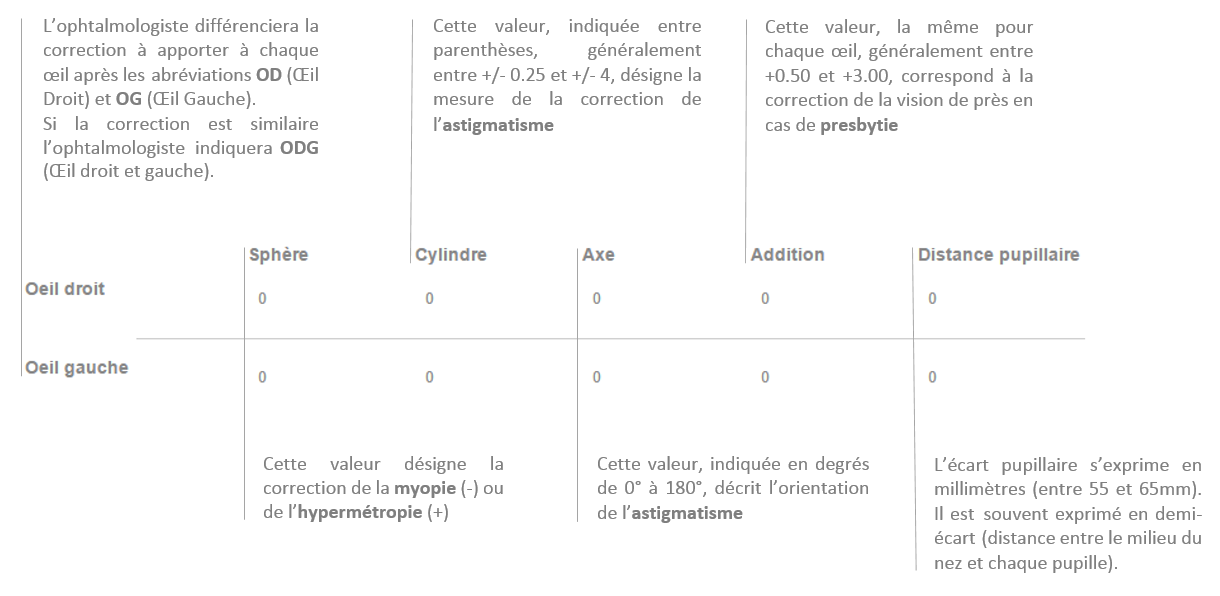 L’ophtalmologiste différenciera la
correction à apporter à chaque
œil après les abréviations OD (Œil
Droit) et OG (Œil Gauche).
Si la correction est similaire
l’ophtalmologiste indiquera ODG
(Œil droit et gauche).
Cette valeur, indiquée entre
parenthèses, généralement
entre +/- 0.25 et +/- 4, désigne la
mesure de la correction de
l’astigmatisme
Cette valeur, la même pour
chaque œil, généralement entre
+0.50 et +3.00, correspond à la
correction de la vision de près en
cas de presbytie
Sphère Cylindre Axe Addition Distance pupillaire
Oeil droit 0 0 0 0 0
Oeil gauche 0 0 0 0 0
Cette valeur désigne la
correction de la myopie (-) ou
de l’hypermétropie (+)
Cette valeur, indiquée en degrés
de 0° à 180°, décrit l’orientation
de l’astigmatisme
L’écart pupillaire s’exprime en
millimètres (entre 55 et 65mm).
Il est souvent exprimé en demi-
écart (distance entre le milieu du
nez et chaque pupille).